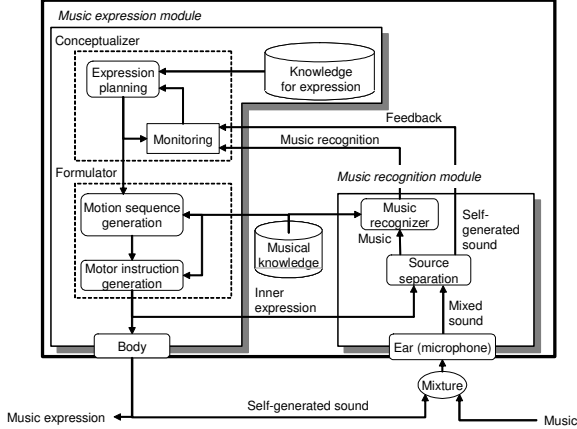 Music expression module
Conceptualizer
Expression
planning
Knowledge
for expression
Monitoring
Feedback
Music recognition
Formulator
Music recognition module
Motion sequence
generation
Music
recognizer
Self-
generated
sound
Musical
knowledge
Music
Motor instruction
generation
Source
separation
Inner
expression
Mixed
sound
Body
Ear (microphone)
Mixture
Self-generated sound
Music expression
Music